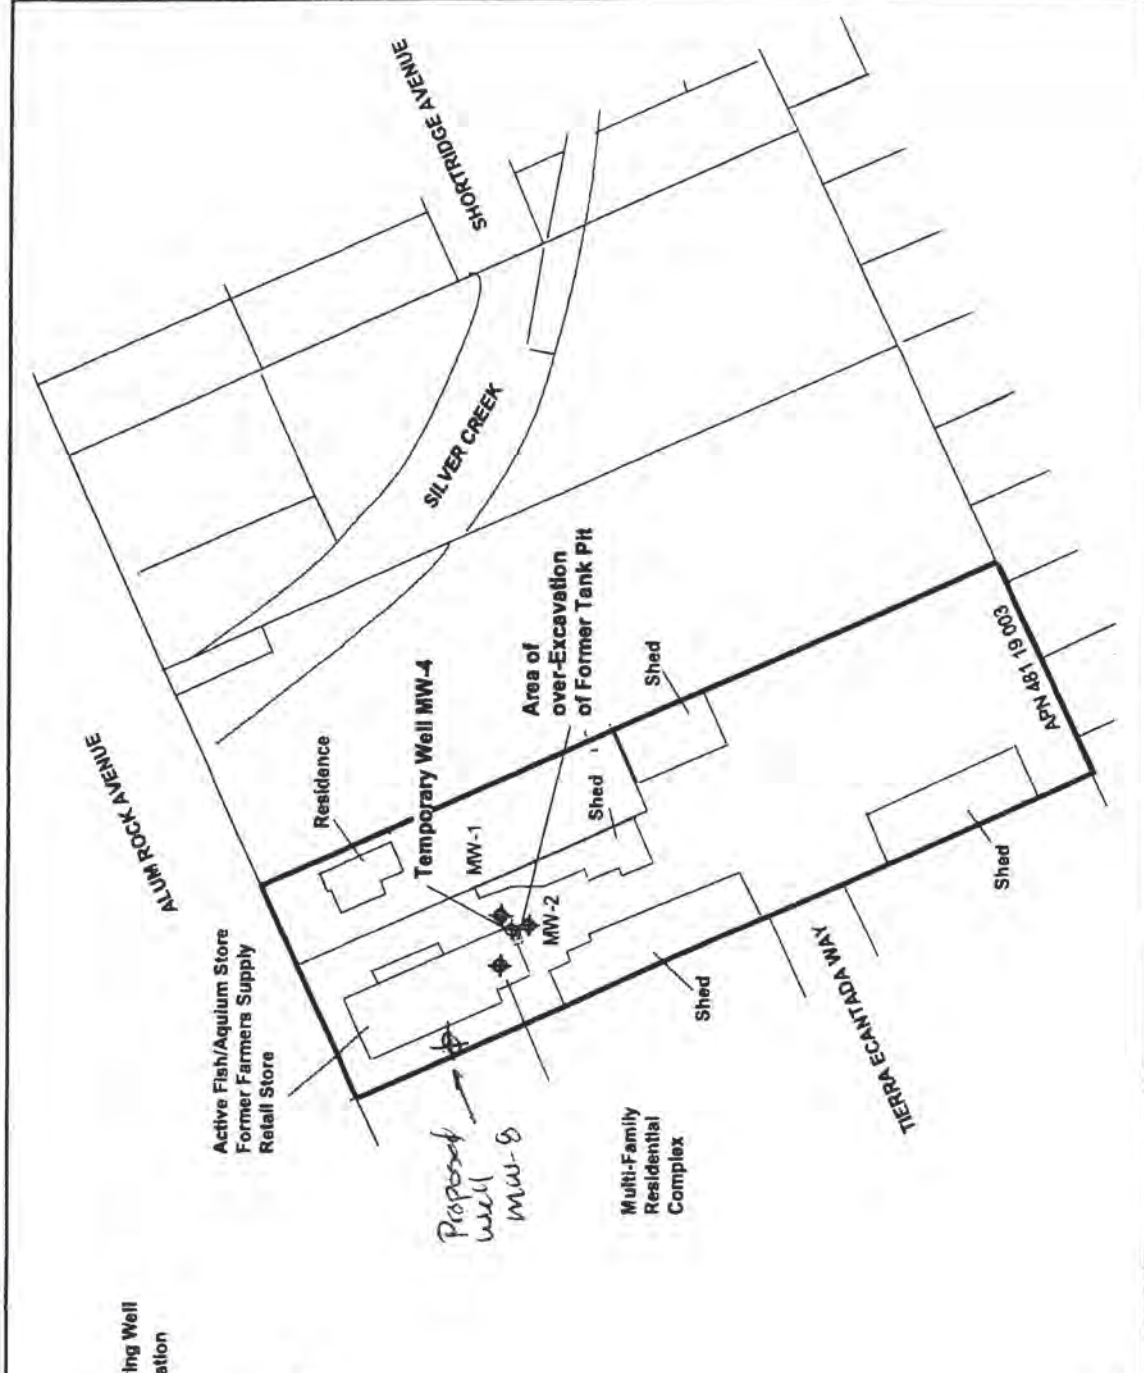 SHORTRIDGE AVENUE
SILVER CREEK
ALUM ROCK AVENUE
Residence
Temporary Well MW-4
Area of
over-Excavation
of Former Tank Pit
MW-1
MW-2
Shed
Shed
Shed
Shed
APN 481 19 003
Active Fish/Aquium Store
Former Farmers Supply
Retail Store
TIERRA ECANTADA WAY
Proposed
Well
MW-8
Multi-Family
Residential
Complex
ing Well
ation